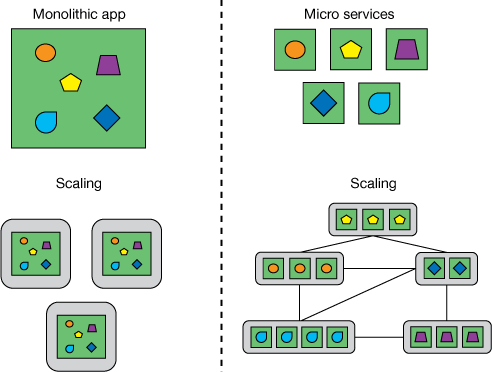 Monolithic app
Micro services
Scaling
Scaling